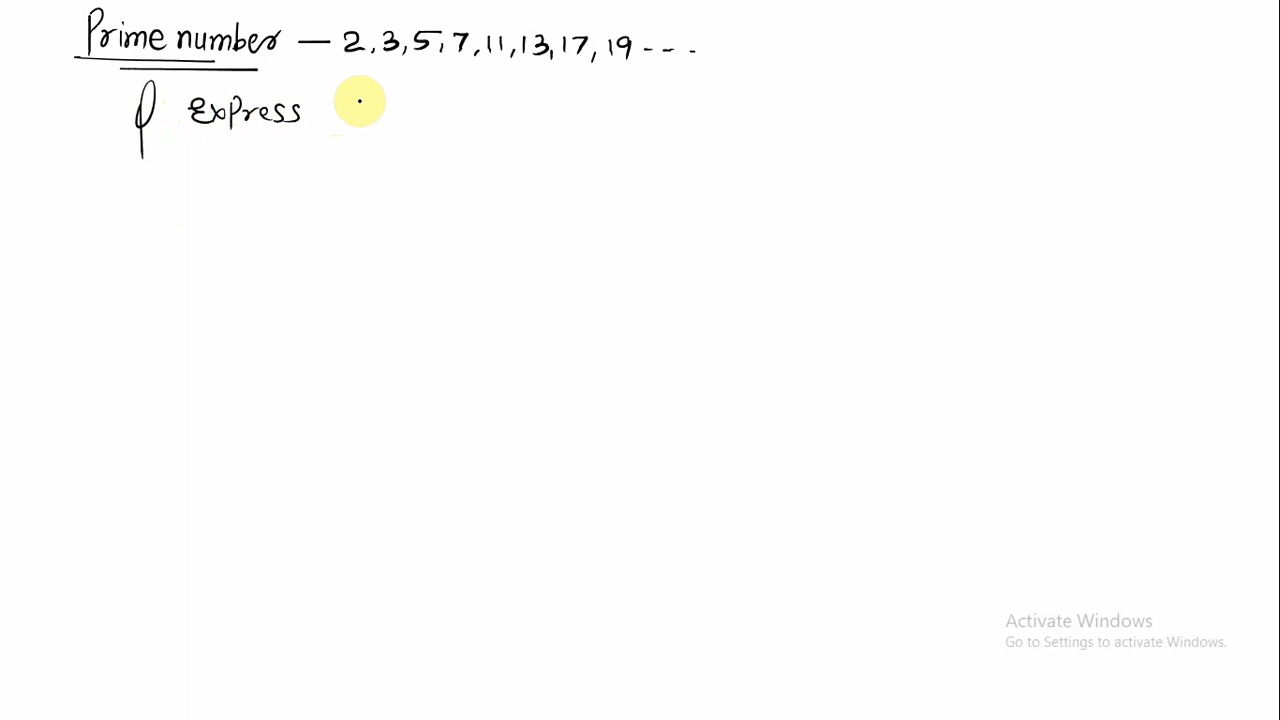 Prime number — 2, 3, 5, 7, 11, 13, 17, 19 - - -
Express
Activate Windows
Go to Settings to activate Windows.